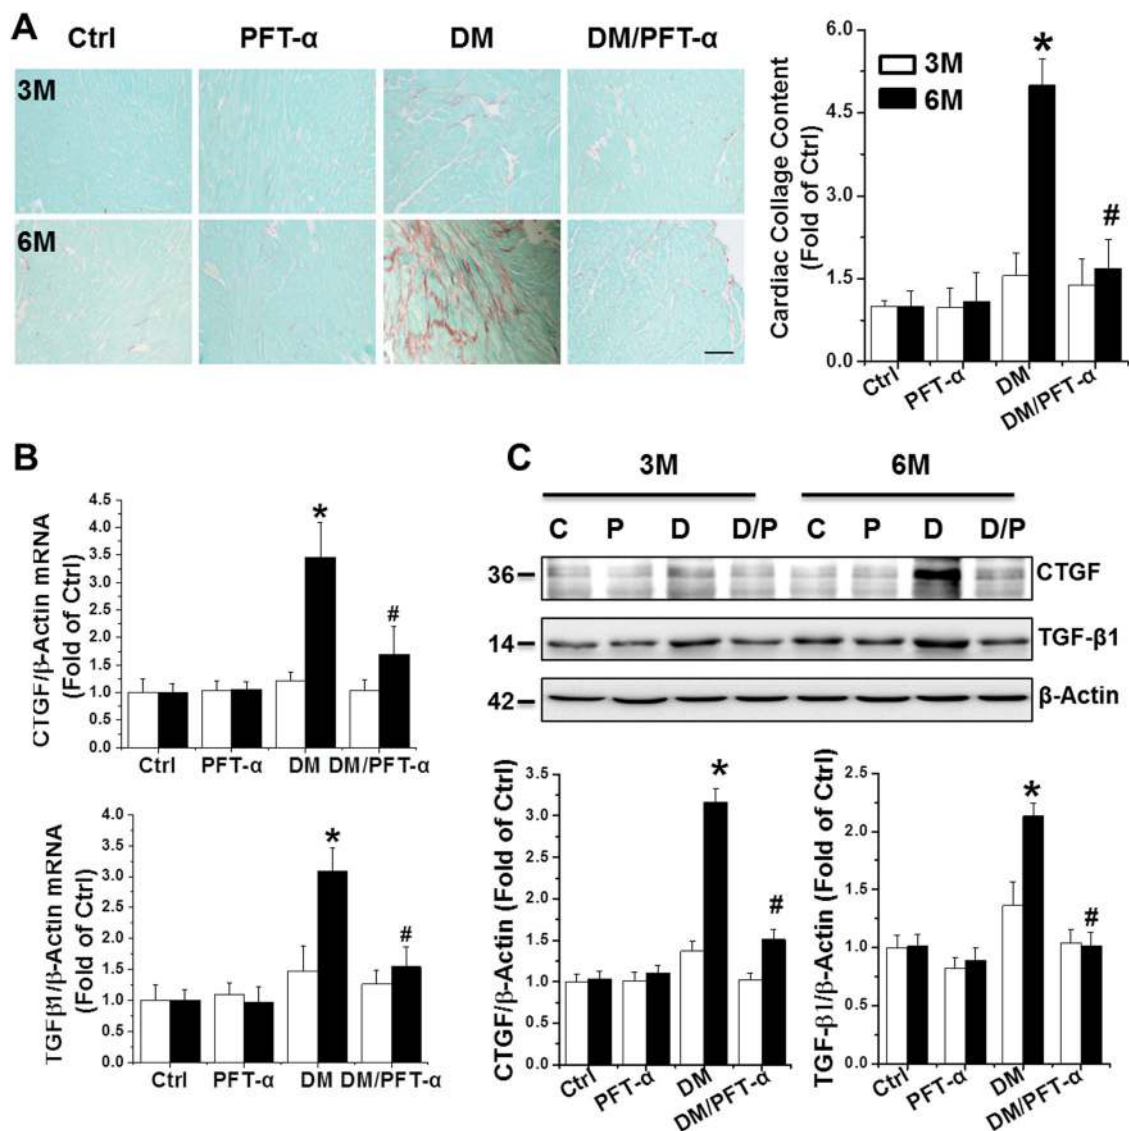 A
Ctrl PFT-α DM DM/PFT-α
3M
6M
Cardiac Collage Content
(Fold of Ctrl)
6.0
4.5
3.0
1.5
0.0
3M
6M
*
#
Ctrl PFT-α DM DM/PFT-α
B
CTGF/β-Actin mRNA
(Fold of Ctrl)
4.5
4.0
3.5
3.0
2.5
2.0
1.5
1.0
0.5
0.0
*
#
Ctrl PFT-α DM DM/PFT-α
TGFβ1/β-Actin mRNA
(Fold of Ctrl)
4.0
3.5
3.0
2.5
2.0
1.5
1.0
0.5
0.0
*
#
Ctrl PFT-α DM DM/PFT-α
C
3M 6M
C P D D/P C P D D/P
36 CTGF
14 TGF-β1
42 β-Actin
CTGF/β-Actin (Fold of Ctrl)
3.5
3.0
2.5
2.0
1.5
1.0
0.5
0.0
*
#
Ctrl PFT-α DM DM/PFT-α
TGF-β1/β-Actin (Fold of Ctrl)
2.5
2.0
1.5
1.0
0.5
0.0
*
#
Ctrl PFT-α DM DM/PFT-α